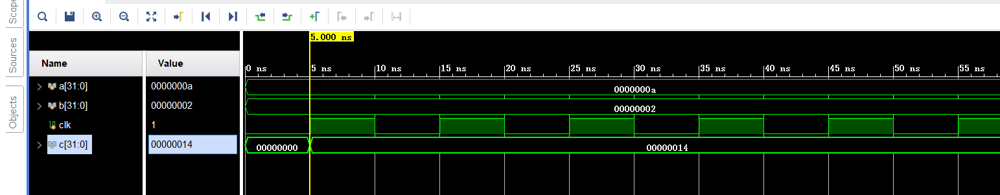 Scope
Sources
Objects
5.000 ns
Name Value
0 ns 5 ns 10 ns 15 ns 20 ns 25 ns 30 ns 35 ns 40 ns 45 ns 50 ns 55 ns
a[31:0] 0000000a 0000000a
b[31:0] 00000002 00000002
clk 1
c[31:0] 00000014 00000000 00000014